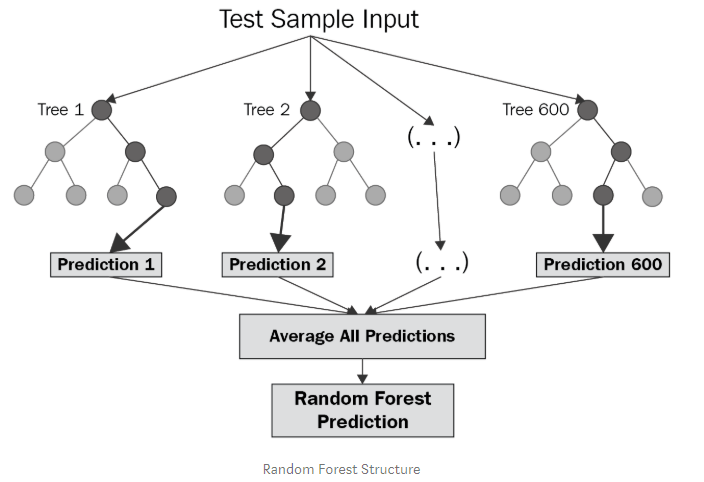 Test Sample Input
Tree 1
Tree 2
Tree 600
(. . .)
Prediction 1
Prediction 2
(. . .)
Prediction 600
Average All Predictions
Random Forest
Prediction
Random Forest Structure